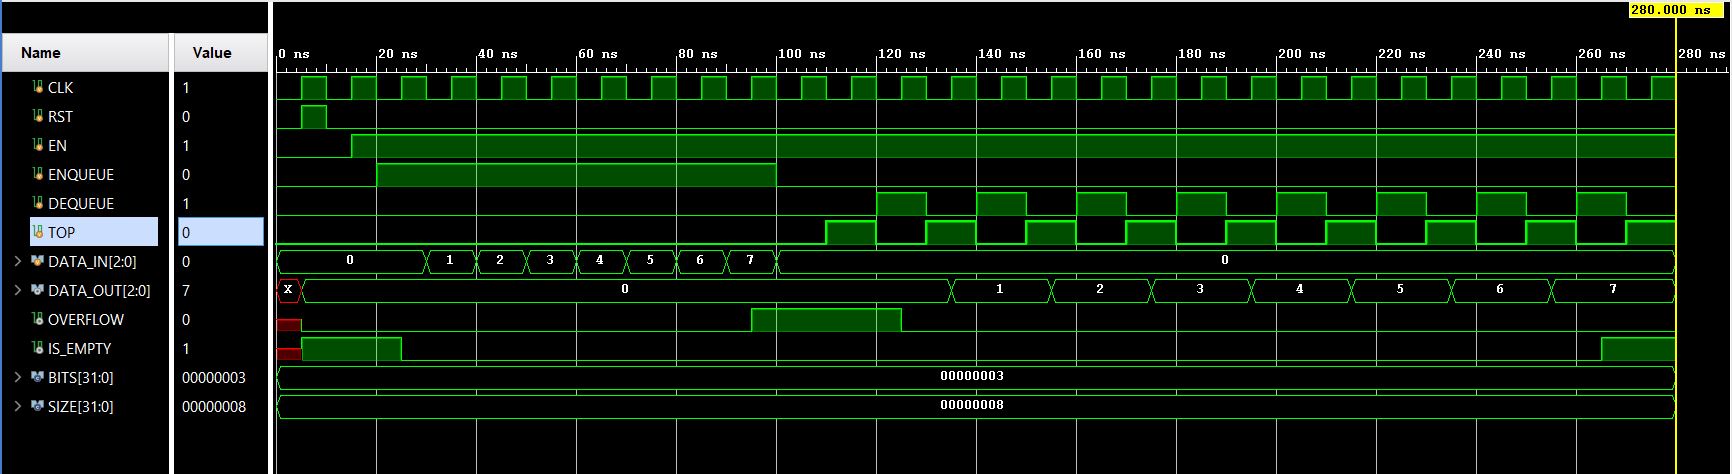 280.000 ns
Name Value
0 ns 20 ns 40 ns 60 ns 80 ns 100 ns 120 ns 140 ns 160 ns 180 ns 200 ns 220 ns 240 ns 260 ns 280 ns
CLK 1
RST 0
EN 1
ENQUEUE 0
DEQUEUE 1
TOP 0
DATA_IN[2:0] 0 0 1 2 3 4 5 6 7 0
DATA_OUT[2:0] 7 X 0 1 2 3 4 5 6 7
OVERFLOW 0
IS_EMPTY 1
BITS[31:0] 00000003 00000003
SIZE[31:0] 00000008 00000008